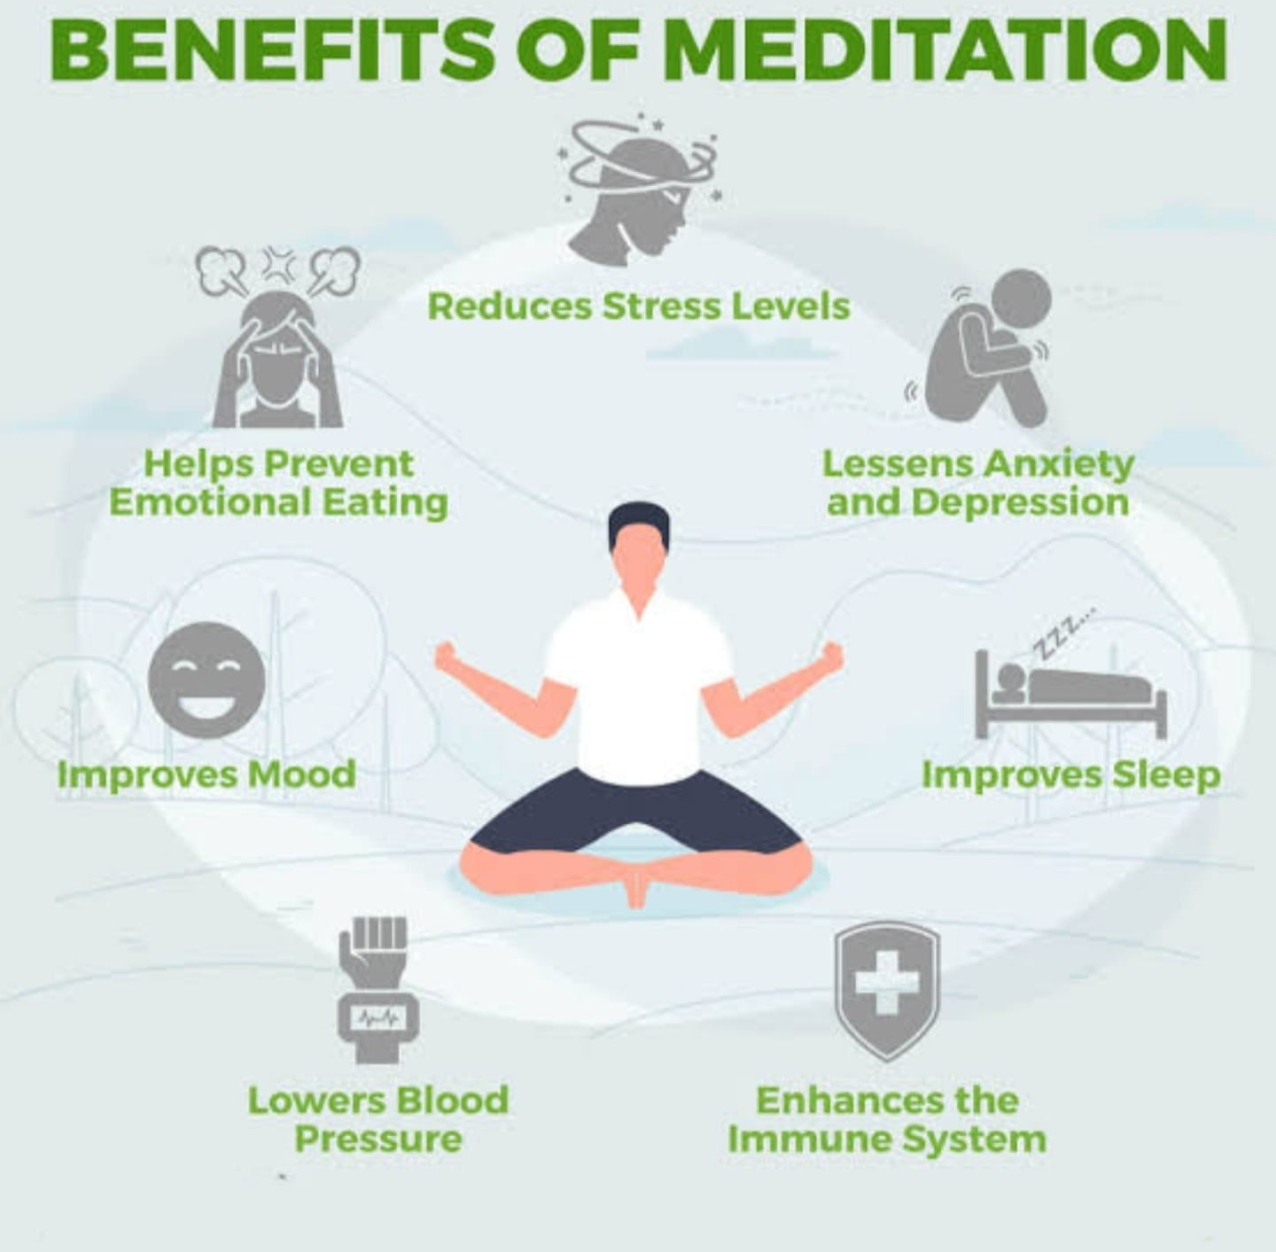 BENEFITS OF MEDITATION
Reduces Stress Levels
Helps Prevent
Emotional Eating
Lessens Anxiety
and Depression
zzz...
Improves Mood
Improves Sleep
Lowers Blood
Pressure
Enhances the
Immune System